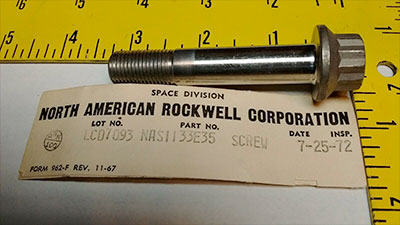 5 4 3 2 1
SPACE DIVISION
NORTH AMERICAN ROCKWELL CORPORATION
LOT NO. PART NO. DATE INSP.
LCD7093 NAS1133E35 SCREW 7-25-72
FORM 962-F REV. 11-67